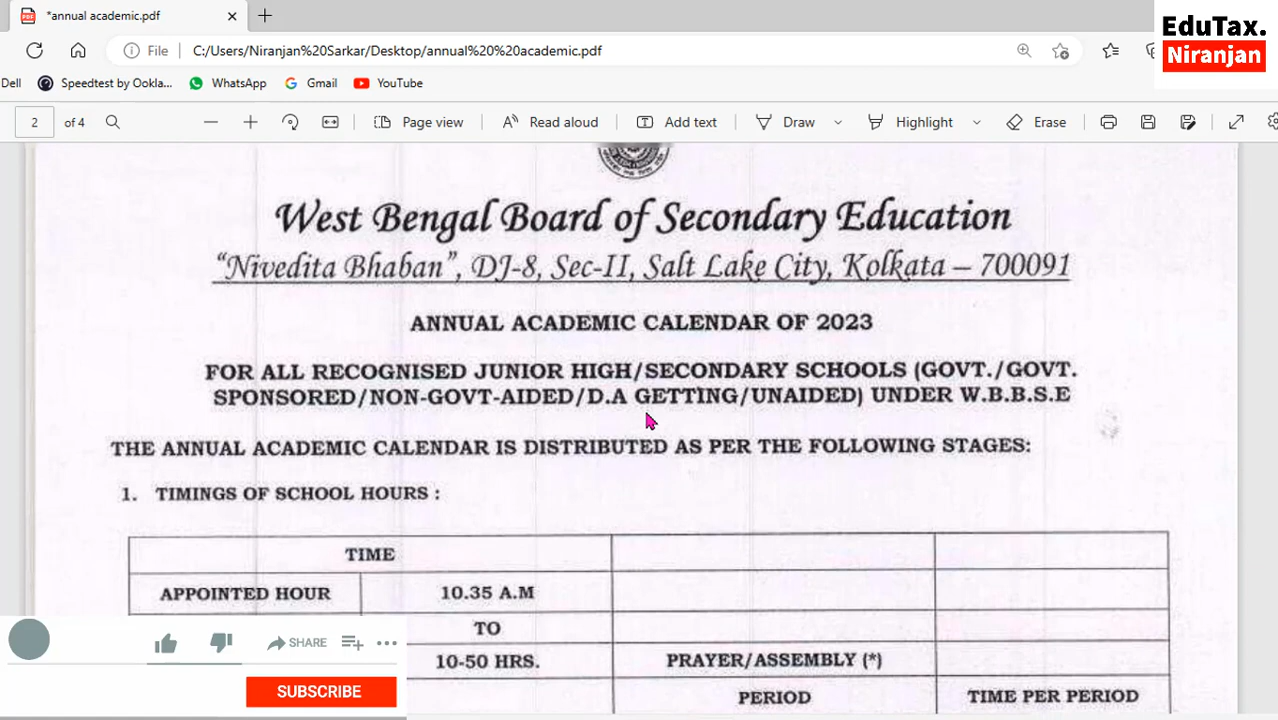 *annual academic.pdf
EduTax.
Niranjan
File
C:/Users/Niranjan%20Sarkar/Desktop/annual%20%20academic.pdf
Dell
Speedtest by Ookla...
WhatsApp
Gmail
YouTube
2 of 4
Page view
Read aloud
Add text
Draw
Highlight
Erase
West Bengal Board of Secondary Education
"Nivedita Bhaban", DJ-8, Sec-II, Salt Lake City, Kolkata – 700091
ANNUAL ACADEMIC CALENDAR OF 2023
FOR ALL RECOGNISED JUNIOR HIGH/SECONDARY SCHOOLS (GOVT./GOVT.
SPONSORED/NON-GOVT-AIDED/D.A GETTING/UNAIDED) UNDER W.B.B.S.E
THE ANNUAL ACADEMIC CALENDAR IS DISTRIBUTED AS PER THE FOLLOWING STAGES:
1. TIMINGS OF SCHOOL HOURS :
TIME
APPOINTED HOUR
10.35 A.M
TO
10-50 HRS.
PRAYER/ASSEMBLY (*)
PERIOD
TIME PER PERIOD
SHARE
SUBSCRIBE